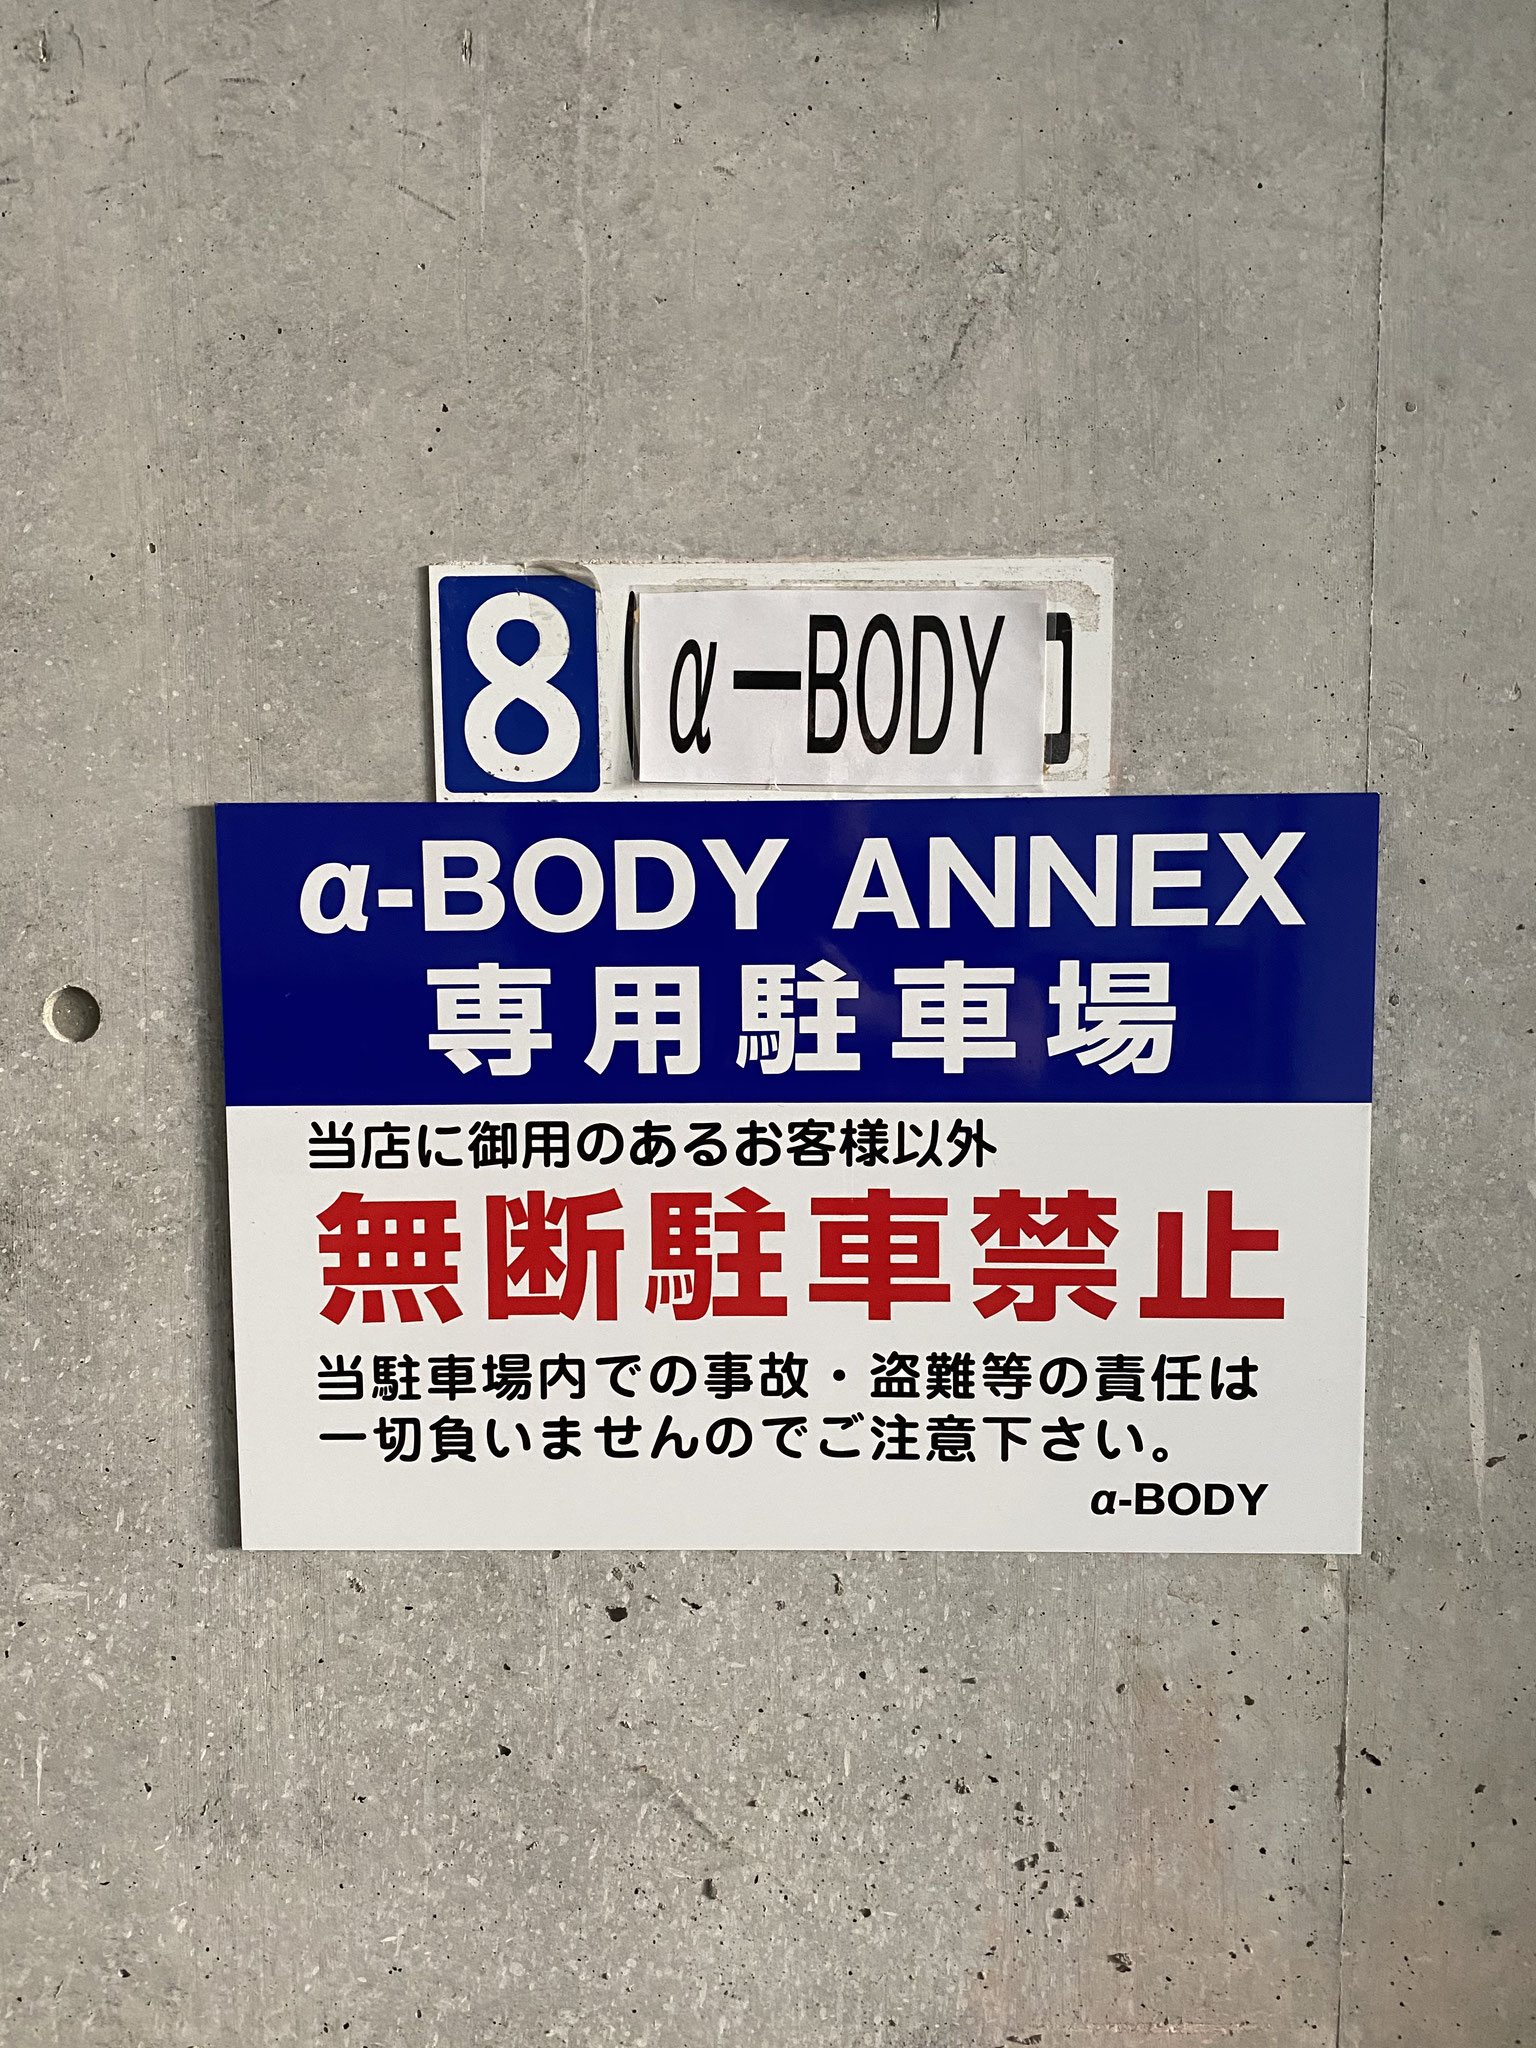 8 α-BODY
α-BODY ANNEX
専用駐車場
当店に御用のあるお客様以外
無断駐車禁止
当駐車場内での事故・盗難等の責任は
一切負いませんのでご注意下さい。
α-BODY